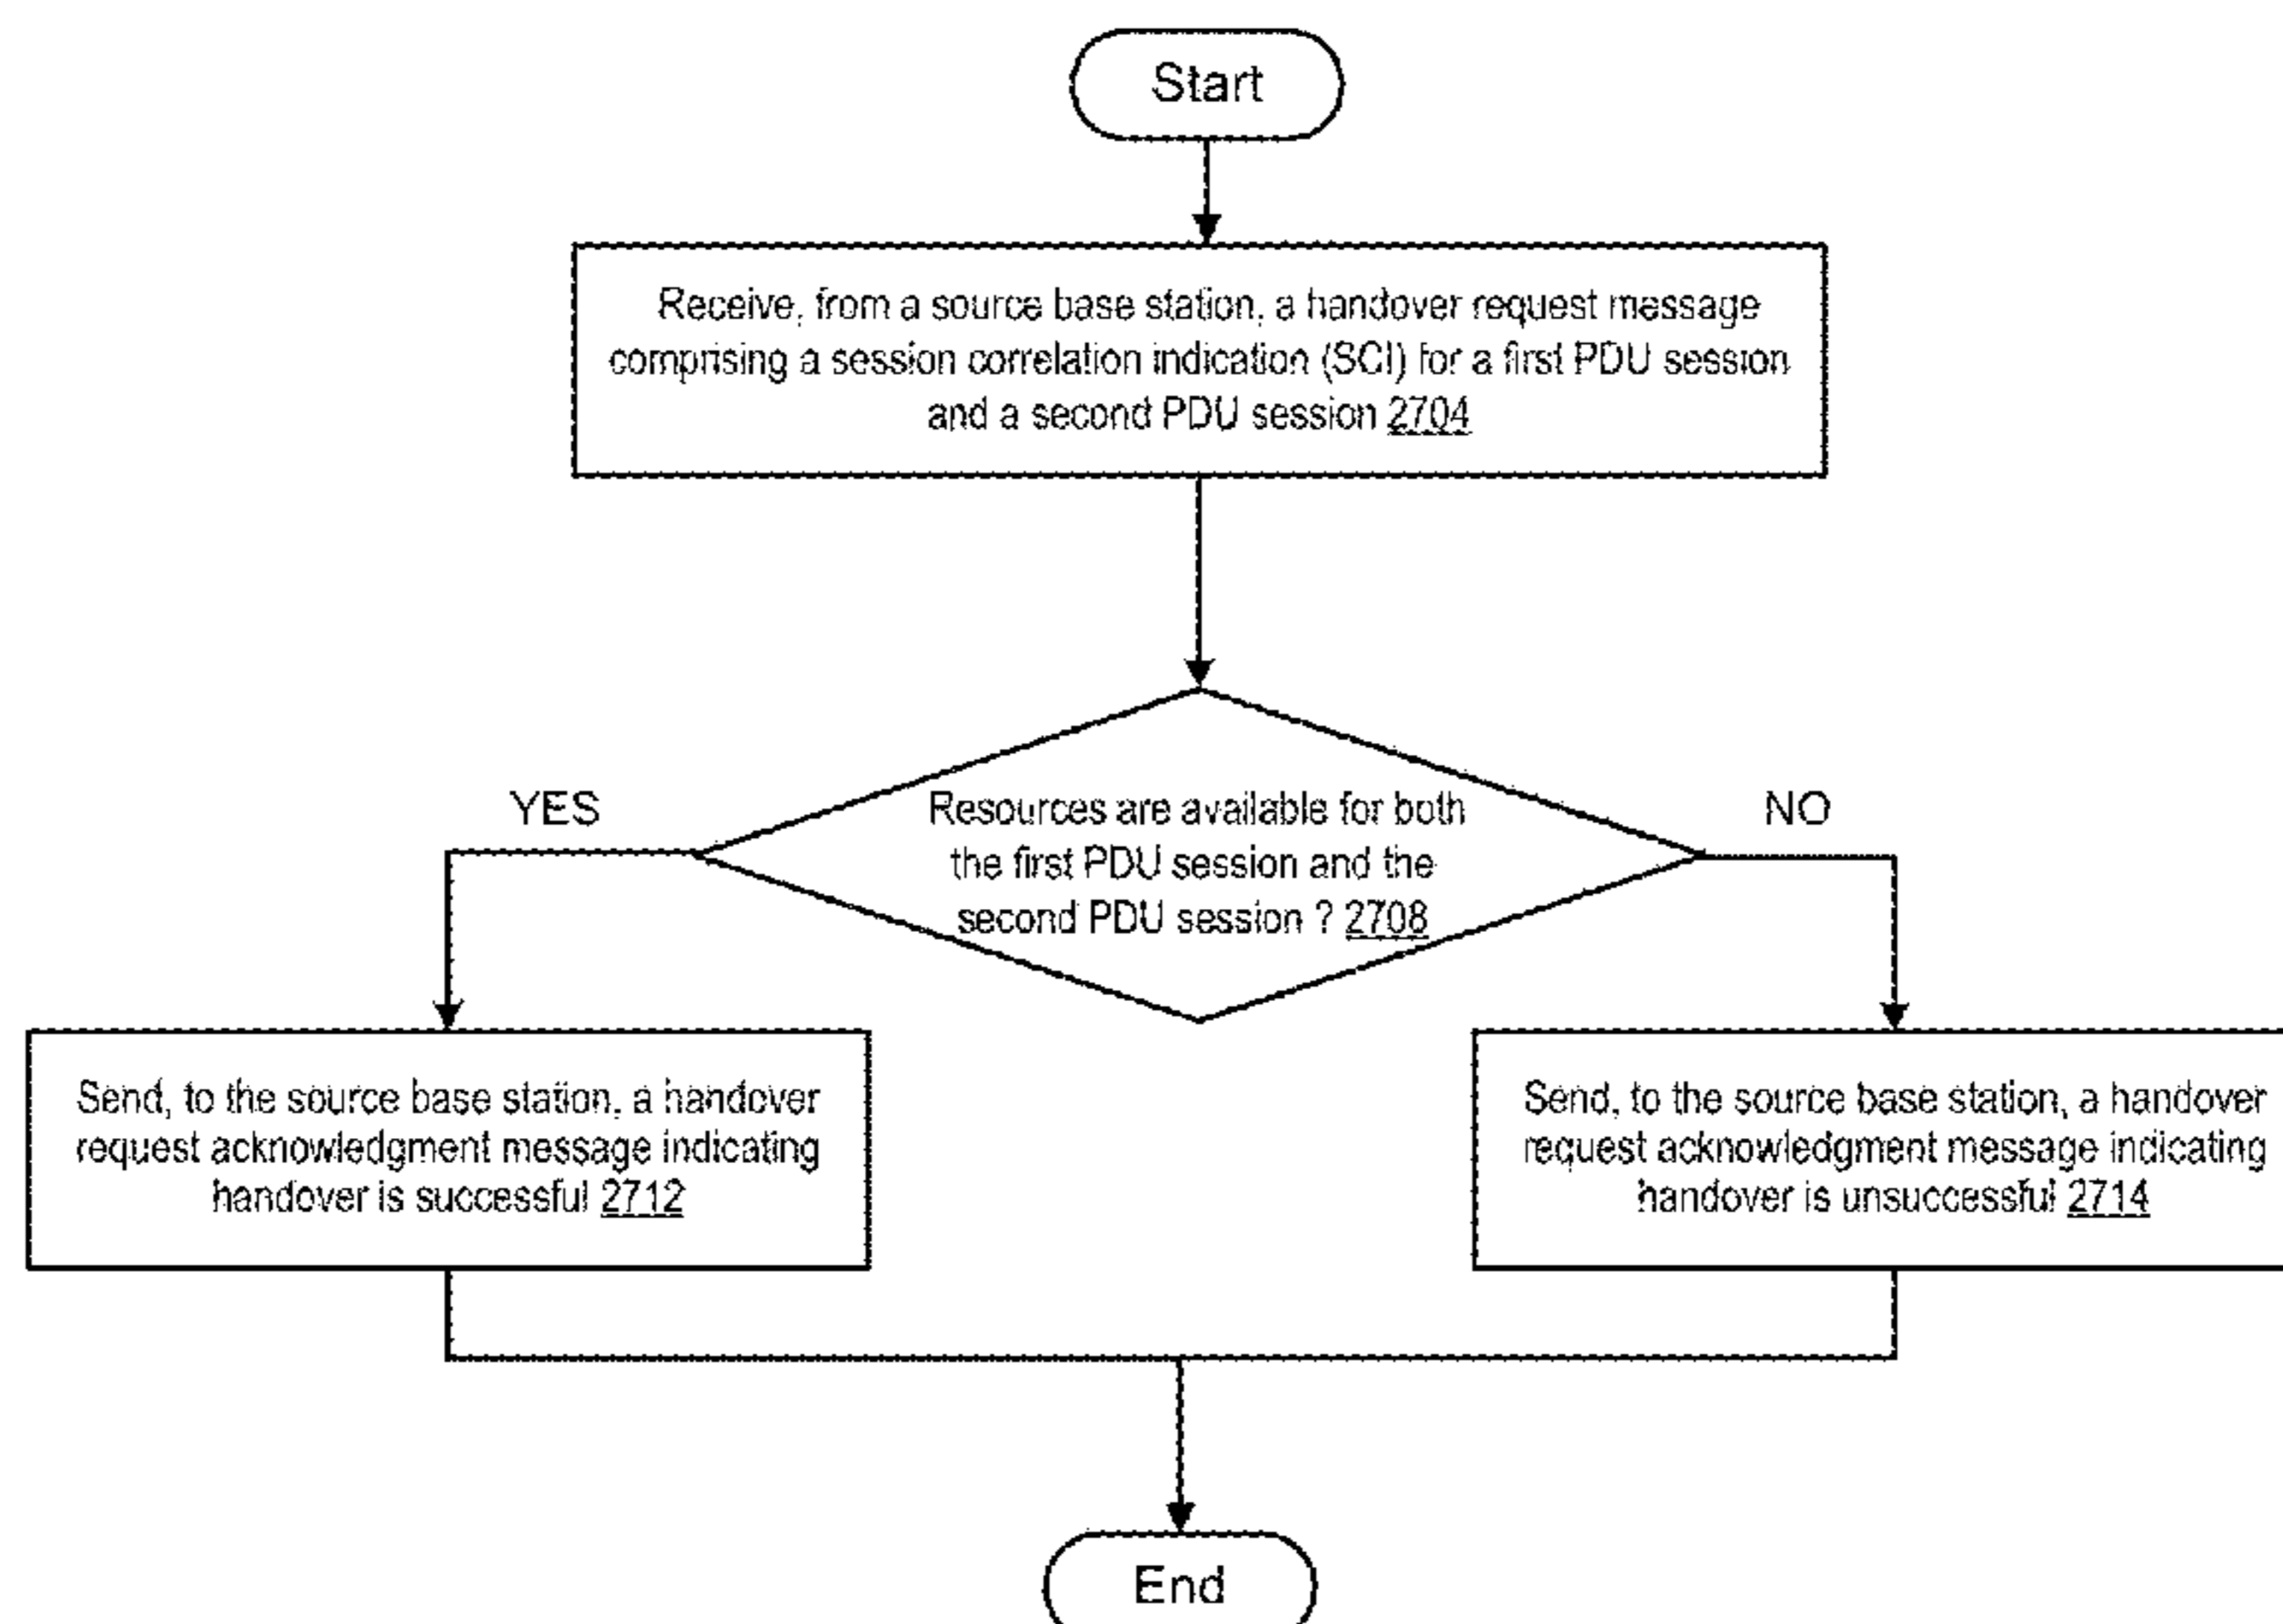 Start
Receive, from a source base station, a handover request message
comprising a session correlation indication (SCI) for a first PDU session
and a second PDU session 2704
YES
Resources are available for both
the first PDU session and the
second PDU session ? 2708
NO
Send, to the source base station, a handover
request acknowledgment message indicating
handover is successful 2712
Send, to the source base station, a handover
request acknowledgment message indicating
handover is unsuccessful 2714
End